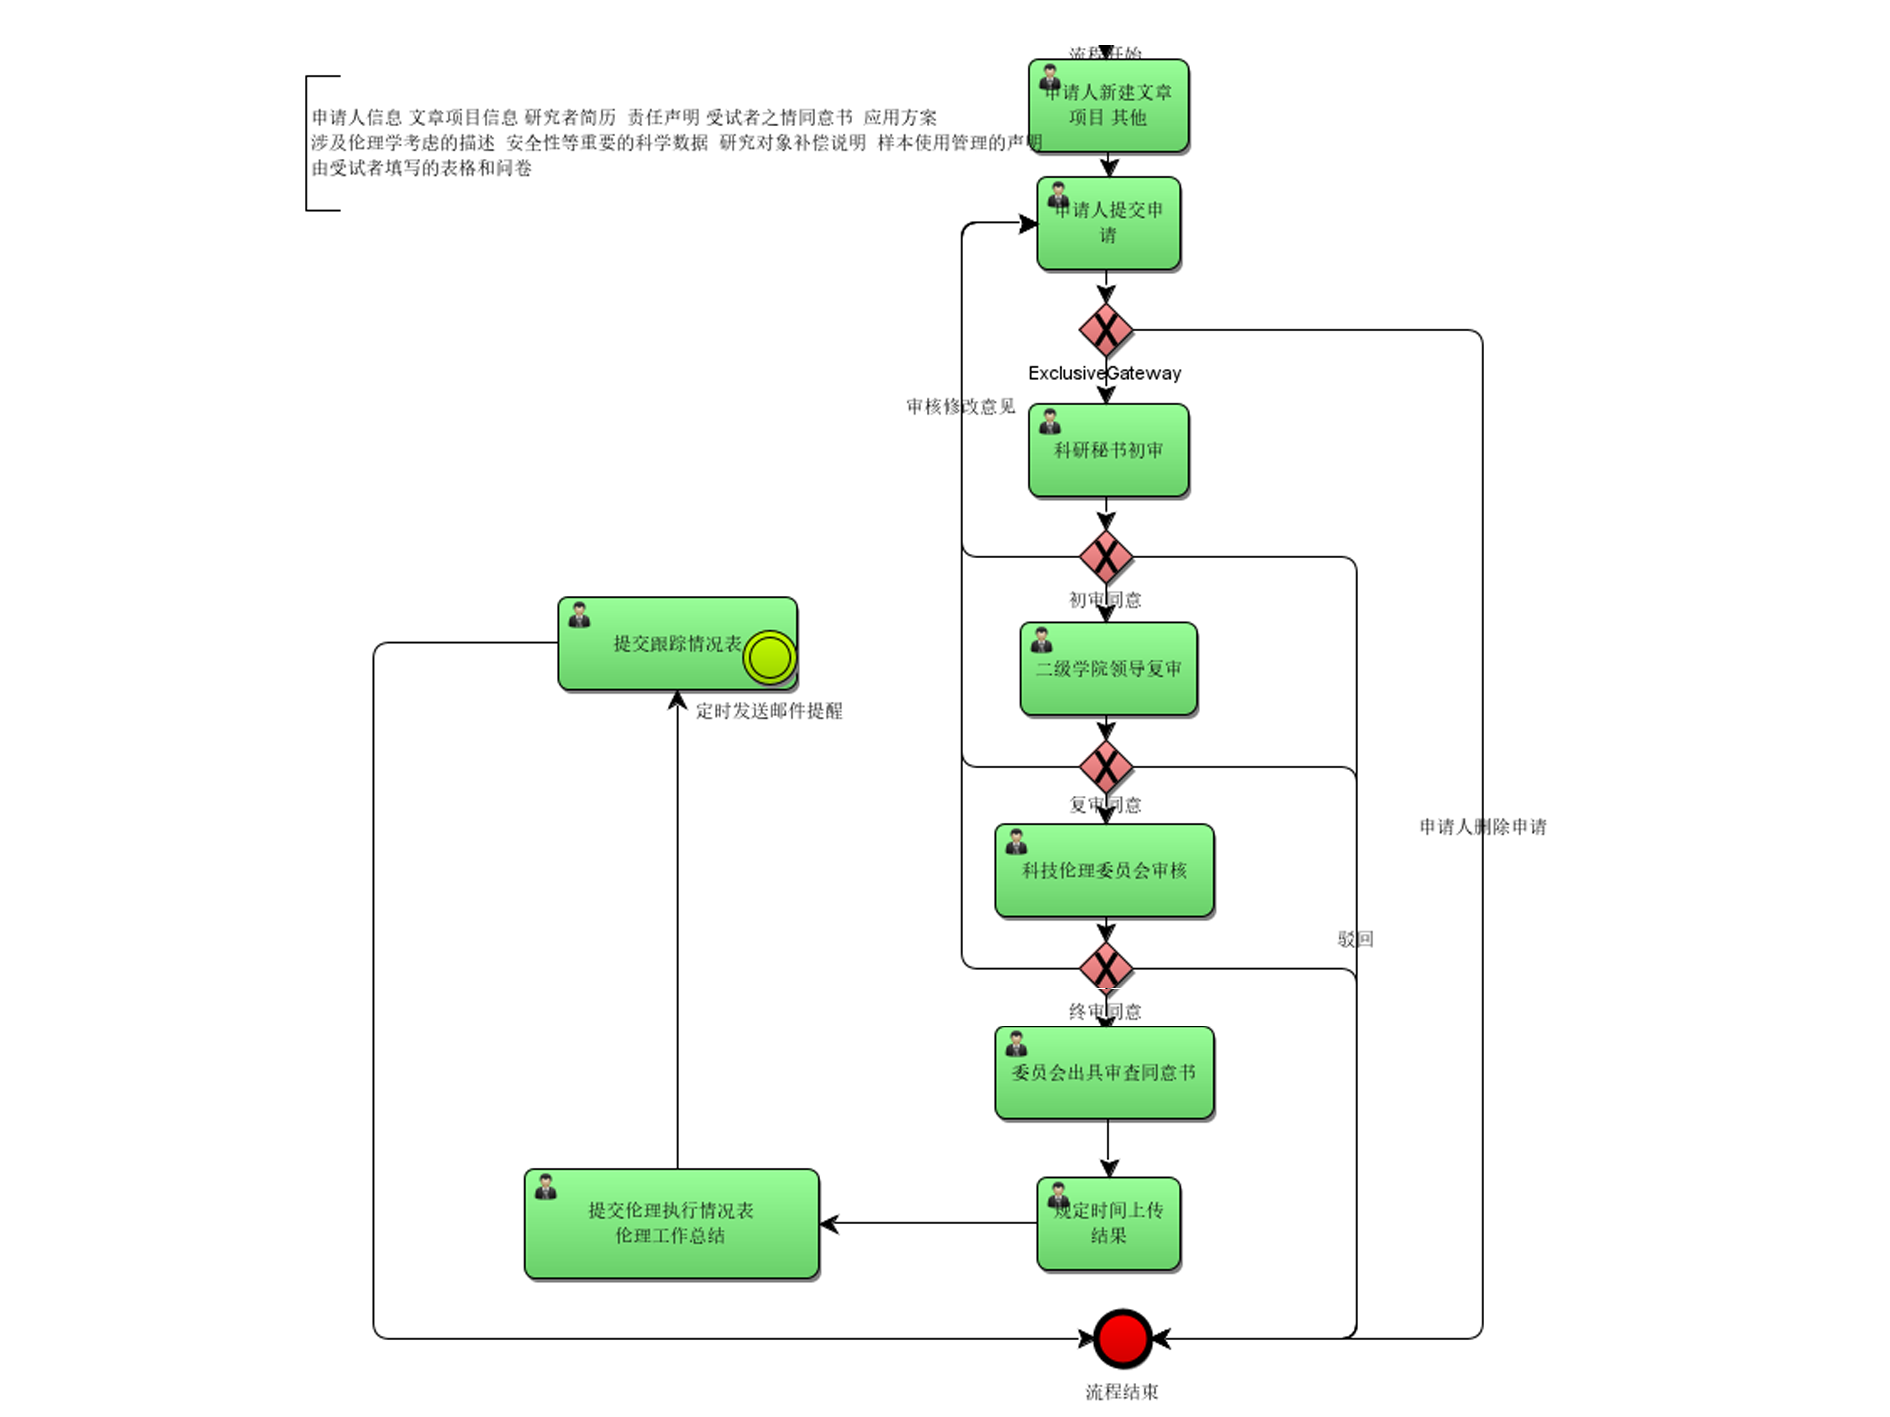 流程开始
申请人新建文章
项目 其他
申请人信息 文章项目信息 研究者简历 责任声明 受试者之情同意书 应用方案
涉及伦理学考虑的描述 安全性等重要的科学数据 研究对象补偿说明 样本使用管理的声明
由受试者填写的表格和问卷
申请人提交申
请
ExclusiveGateway
审核修改意见
科研秘书初审
初审同意
提交跟踪情况表
二级学院领导复审
定时发送邮件提醒
复审同意
申请人删除申请
科技伦理委员会审核
驳回
终审同意
委员会出具审查同意书
规定时间上传
结果
提交伦理执行情况表
伦理工作总结
流程结束